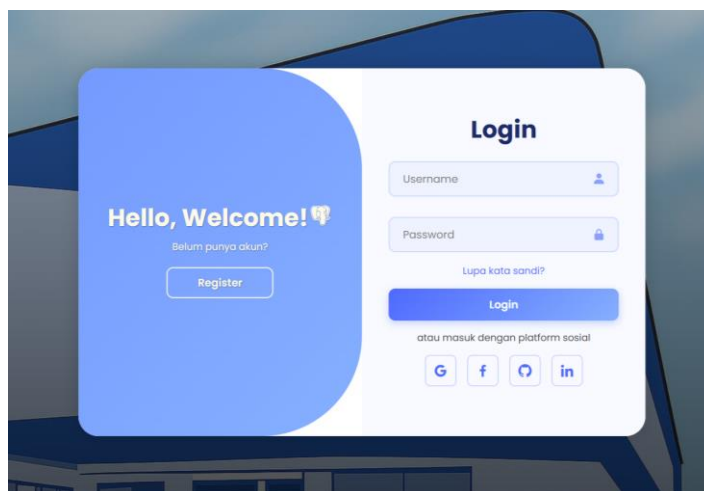 Hello, Welcome!
Belum punya akun?
Register
Login
Username
Password
Lupa kata sandi?
Login
atau masuk dengan platform sosial
G
f
in